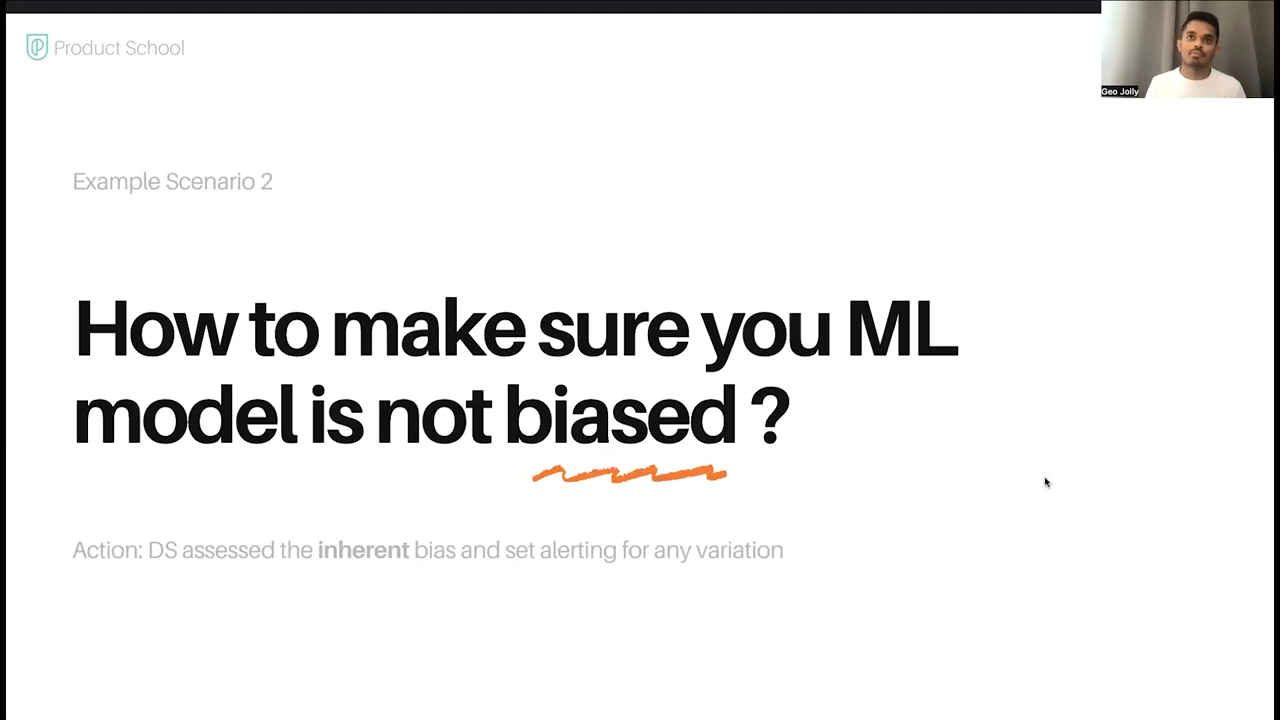 Product School
Geo Jolly
Example Scenario 2
How to make sure you ML
model is not biased ?
Action: DS assessed the inherent bias and set alerting for any variation